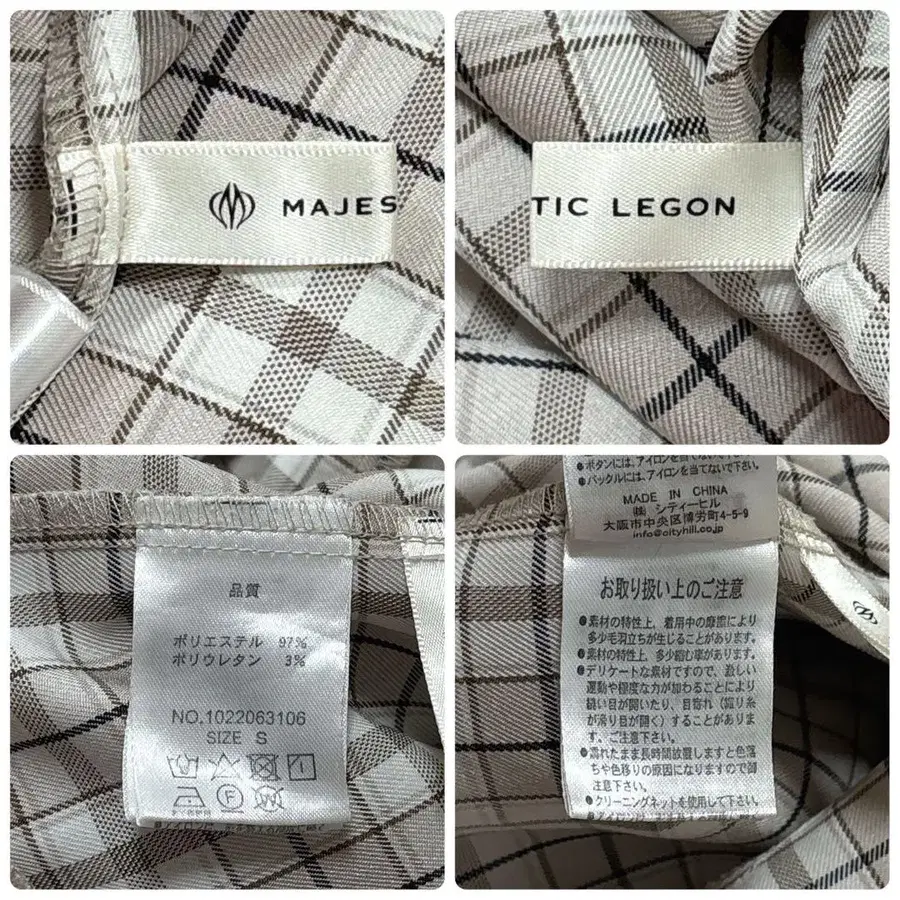 MAJES
TIC LEGON
品質
ポリエステル 97%
ポリウレタン 3%
NO.1022063106
SIZE S
●ボタンには、アイロンを当てないで下さい。
●バックルには、アイロンを当てないで下さい。
MADE IN CHINA
㈱ シティーヒル
大阪市中央区博労町4-5-9
info@cityhill.co.jp
お取り扱い上のご注意
●素材の特性上、着用中の摩擦により
多少毛羽立ちが生じることがあります。
●素材の特性上、多少縮む事があります。
●デリケートな素材ですので、激しい
運動や極度な力が加わることにより
縫い目が開いたり、目寄れ（織り糸
が滑り目が開く）することがありま
す。ご注意下さい。
●濡れたまま長時間放置しますと色落
ちや色移りの原因になりますので御
注意下さい。
●クリーニングネットを使用して下さい。